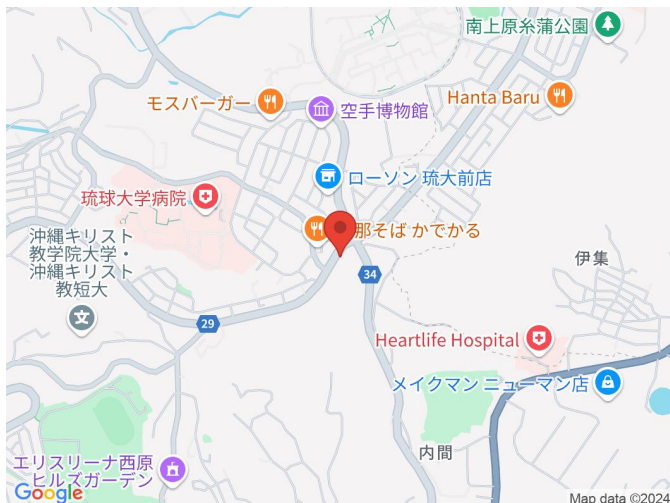 南上原糸蒲公園
モスバーガー
Hanta Baru
空手博物館
ローソン 琉大前店
琉球大学病院
那そば かでかる
沖縄キリスト
教学院大学・
沖縄キリスト
教短大
伊集
34
29
Heartlife Hospital
メイクマン ニューマン店
内間
エリスリーナ西原
ヒルズガーデン
Google
Map data ©2024